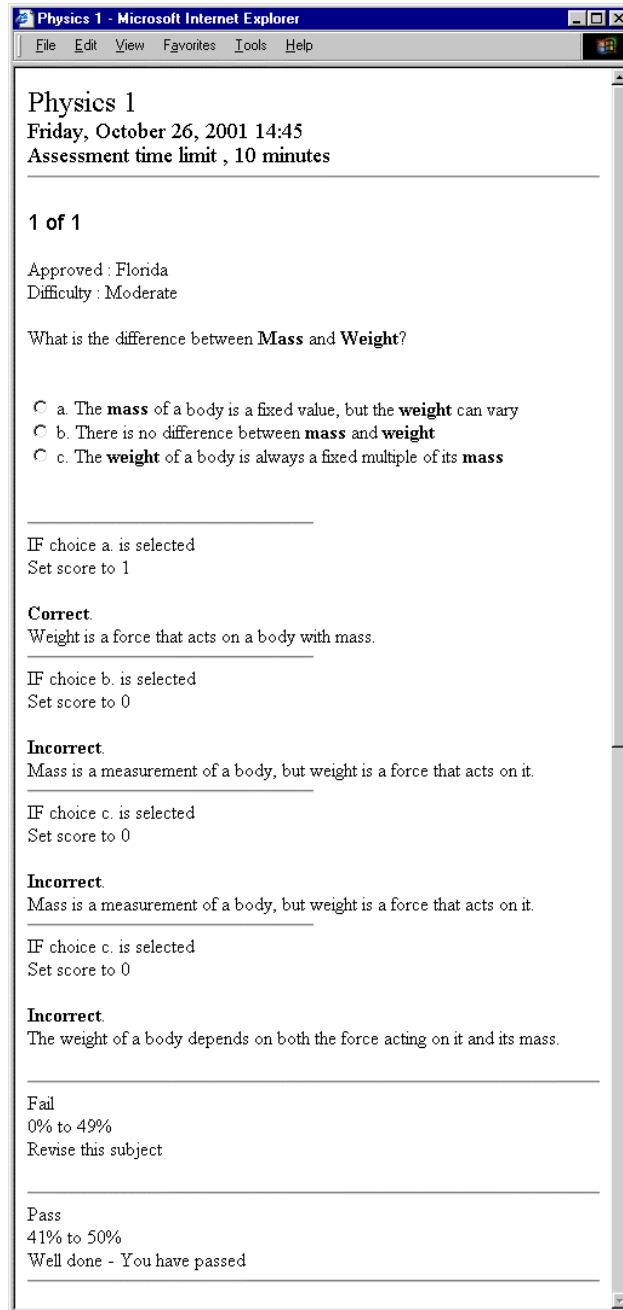 Physics 1 - Microsoft Internet Explorer
File Edit View Favorites Tools Help
Physics 1
Friday, October 26, 2001 14:45
Assessment time limit , 10 minutes
1 of 1
Approved : Florida
Difficulty : Moderate
What is the difference between Mass and Weight?
a. The mass of a body is a fixed value, but the weight can vary
b. There is no difference between mass and weight
c. The weight of a body is always a fixed multiple of its mass
IF choice a. is selected
Set score to 1
Correct.
Weight is a force that acts on a body with mass.
IF choice b. is selected
Set score to 0
Incorrect.
Mass is a measurement of a body, but weight is a force that acts on it.
IF choice c. is selected
Set score to 0
Incorrect.
Mass is a measurement of a body, but weight is a force that acts on it.
IF choice c. is selected
Set score to 0
Incorrect.
The weight of a body depends on both the force acting on it and its mass.
Fail
0% to 49%
Revise this subject
Pass
41% to 50%
Well done - You have passed